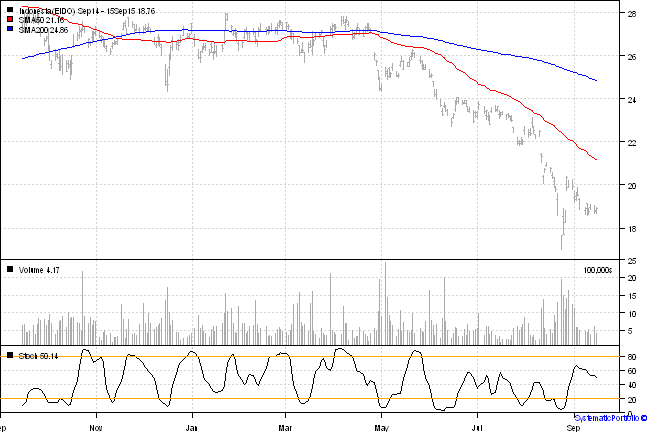 Indonesia(EIDO) Sep14 - 15Sep15 18.76
SMA50 21.16
SMA200 24.86
28
26
24
22
20
18
Volume 4.17
100,000s
25
20
15
10
5
Stoch 50.14
80
60
40
20
0
Nov
Jan
Mar
May
Jul
Sep
SystematicPortfolio ©